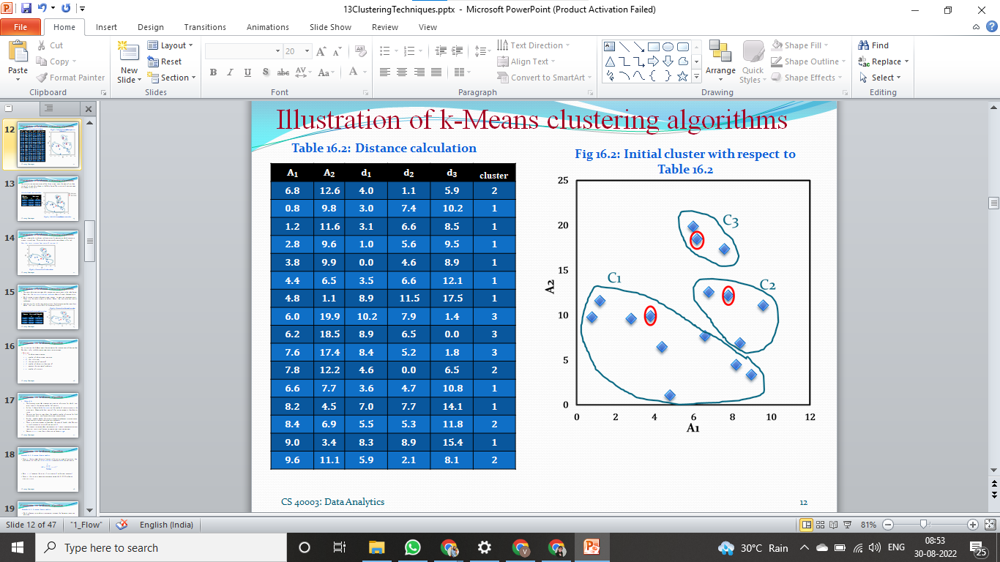 13ClusteringTechniques.pptx - Microsoft PowerPoint (Product Activation Failed)
File Home Insert Design Transitions Animations Slide Show Review View
Paste
Cut
Copy
Format Painter
Clipboard
New Slide
Layout
Reset
Section
Slides
20
Font
Text Direction
Align Text
Convert to SmartArt
Paragraph
Arrange
Quick Styles
Shape Fill
Shape Outline
Shape Effects
Drawing
Find
Replace
Select
Editing
12
13
14
15
16
17
18
19
Illustration of k-Means clustering algorithms
Table 16.2: Distance calculation
A1 A2 d1 d2 d3 cluster
6.8 12.6 4.0 1.1 5.9 2
0.8 9.8 3.0 7.4 10.2 1
1.2 11.6 3.1 6.6 8.5 1
2.8 9.6 1.0 5.6 9.5 1
3.8 9.9 0.0 4.6 8.9 1
4.4 6.5 3.5 6.6 12.1 1
4.8 1.1 8.9 11.5 17.5 1
6.0 19.9 10.2 7.9 1.4 3
6.2 18.5 8.9 6.5 0.0 3
7.6 17.4 8.4 5.2 1.8 3
7.8 12.2 4.6 0.0 6.5 2
6.6 7.7 3.6 4.7 10.8 1
8.2 4.5 7.0 7.7 14.1 1
8.4 6.9 5.5 5.3 11.8 2
9.0 3.4 8.3 8.9 15.4 1
9.6 11.1 5.9 2.1 8.1 2
Fig 16.2: Initial cluster with respect to
Table 16.2
25
20
15
10
5
0
A2
C3
C1
C2
0 2 4 6 8 10 12
A1
CS 40003: Data Analytics
12
Slide 12 of 47 "1_Flow" English (India) 81%
Type here to search
30°C Rain
ENG
08:53
30-08-2022
25